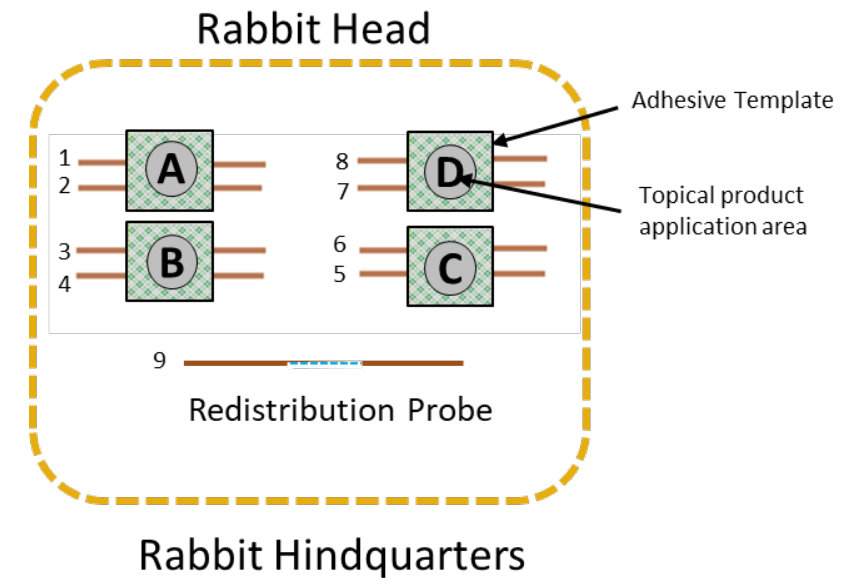 Rabbit Head
Adhesive Template
1
A
8
D
2
7
Topical product
application area
3
B
6
C
4
5
9
Redistribution Probe
Rabbit Hindquarters